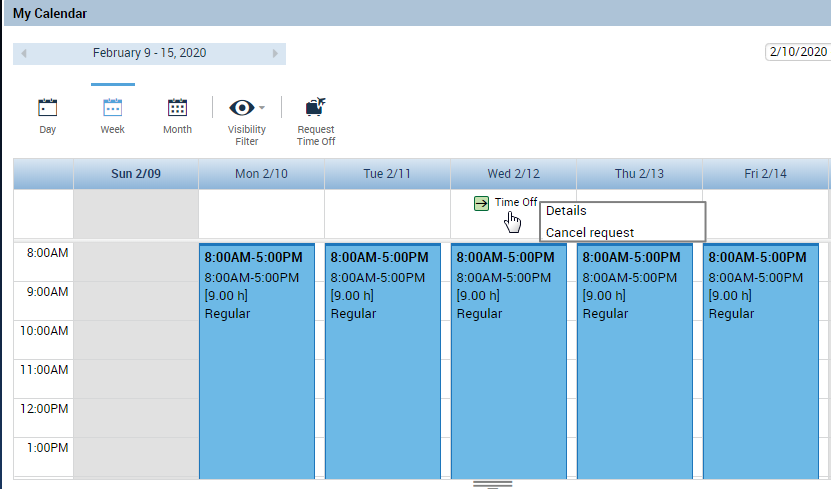 My Calendar
February 9 - 15, 2020
2/10/2020
Day
Week
Month
Visibility
Filter
Request
Time Off
Sun 2/09
Mon 2/10
Tue 2/11
Wed 2/12
Thu 2/13
Fri 2/14
Time Off
Details
Cancel request
8:00AM
9:00AM
10:00AM
11:00AM
12:00PM
1:00PM
8:00AM-5:00PM
8:00AM-5:00PM
[9.00 h]
Regular
8:00AM-5:00PM
8:00AM-5:00PM
[9.00 h]
Regular
8:00AM-5:00PM
8:00AM-5:00PM
[9.00 h]
Regular
8:00AM-5:00PM
8:00AM-5:00PM
[9.00 h]
Regular
8:00AM-5:00PM
8:00AM-5:00PM
[9.00 h]
Regular